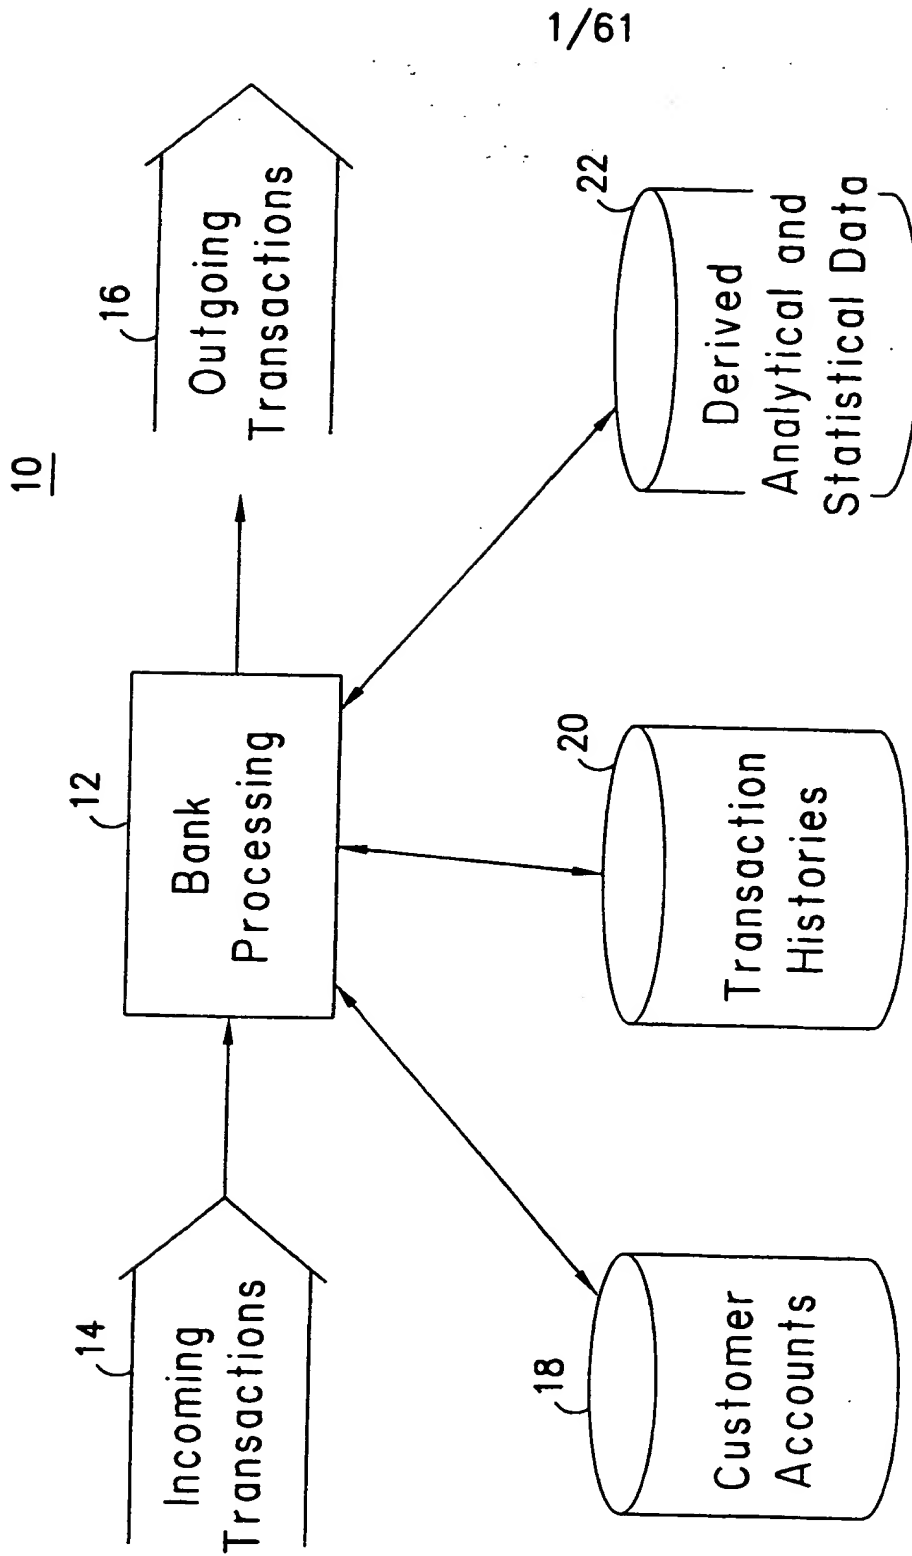 1/61
10
14
Incoming
Transactions
12
Bank
Processing
16
Outgoing
Transactions
18
Customer
Accounts
20
Transaction
Histories
22
Derived
Analytical and
Statistical Data